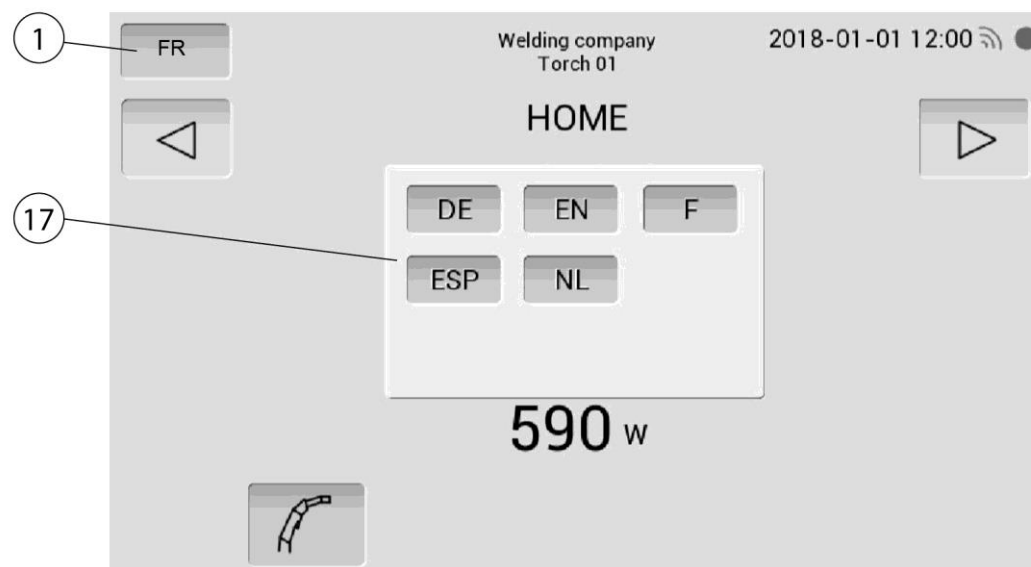 1
FR
Welding company
2018-01-01 12:00
Torch 01
HOME
17
DE EN F
ESP NL
590 W